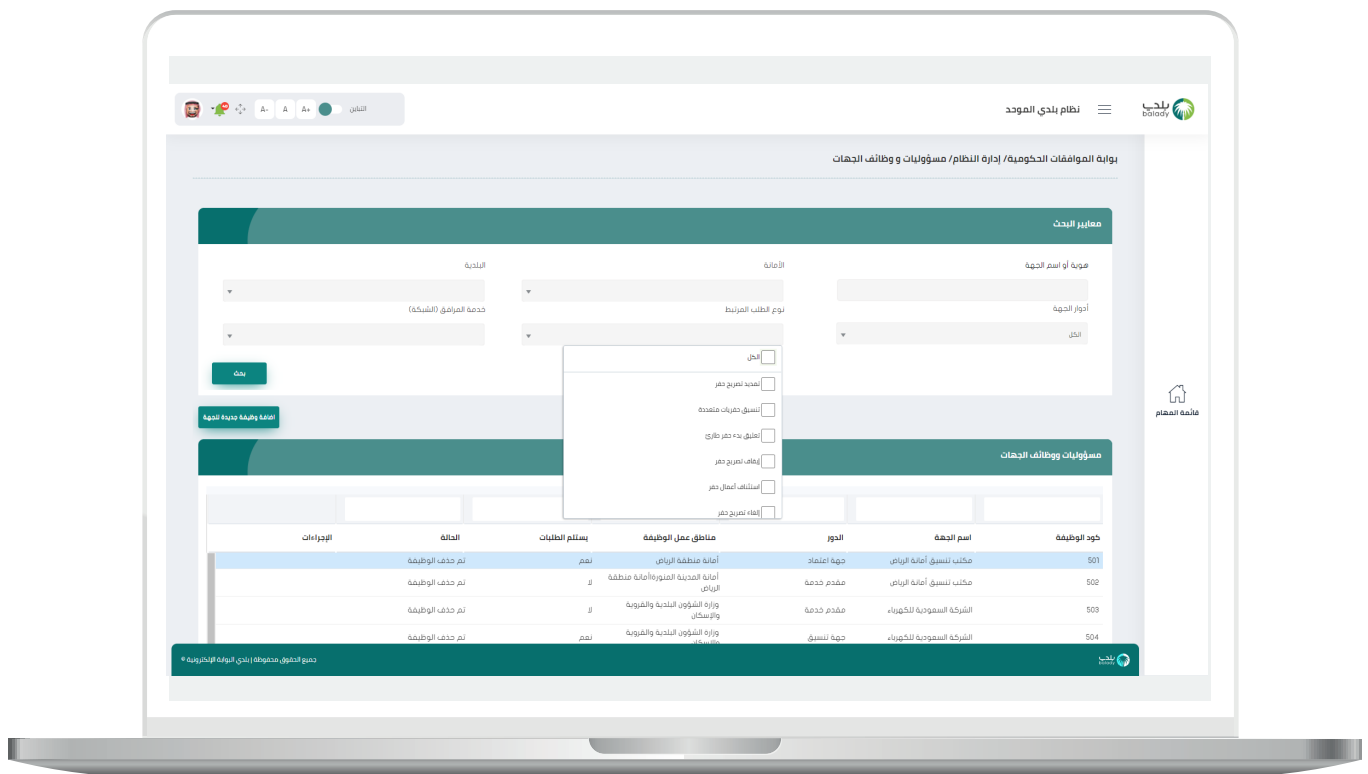 بلدي
balady
نظام بلدي الموحد
التباين
A+
A
A-
بوابة الموافقات الحكومية/ إدارة النظام/ مسؤوليات و وظائف الجهات
قائمة المهام
معايير البحث
هوية أو اسم الجهة
الأمانة
البلدية
أدوار الجهة
نوع الطلب المرتبط
خدمة المرافق (الشبكة)
الكل
الكل
تمديد تصريح حفر
تنسيق حفريات متعددة
تعليق بدء حفر طارئ
إيقاف تصريح حفر
استئناف أعمال حفر
إلغاء تصريح حفر
بحث
اضافة وظيفة جديدة للجهة
مسؤوليات ووظائف الجهات
كود الوظيفة اسم الجهة الدور مناطق عمل الوظيفة يستلم الطلبات الحالة الإجراءات
501 مكتب تنسيق أمانة الرياض جهة اعتماد أمانة منطقة الرياض نعم تم حذف الوظيفة
502 مكتب تنسيق أمانة الرياض مقدم خدمة أمانة المدينة المنورة|أمانة منطقة الرياض لا تم حذف الوظيفة
503 الشركة السعودية للكهرباء مقدم خدمة وزارة الشؤون البلدية والقروية والإسكان لا تم حذف الوظيفة
504 الشركة السعودية للكهرباء جهة تنسيق وزارة الشؤون البلدية والقروية والإسكان نعم تم حذف الوظيفة
بلدي
balady
جميع الحقوق محفوظة | بلدي البوابة الإلكترونية ©